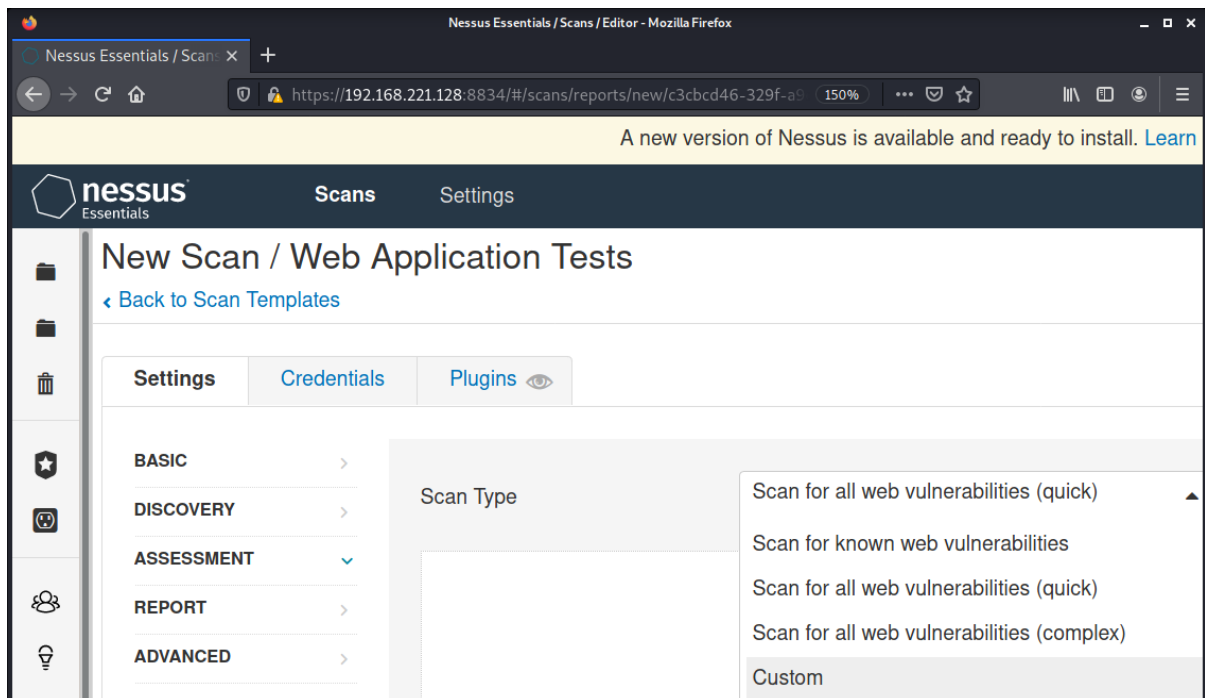 Nessus Essentials / Scans / Editor - Mozilla Firefox
Nessus Essentials / Scans
https://192.168.221.128:8834/#/scans/reports/new/c3cbcd46-329f-a9 150%
A new version of Nessus is available and ready to install. Learn
nessus
Essentials
Scans Settings
New Scan / Web Application Tests
Back to Scan Templates
Settings Credentials Plugins
BASIC
DISCOVERY
ASSESSMENT
REPORT
ADVANCED
Scan Type
Scan for all web vulnerabilities (quick)
Scan for known web vulnerabilities
Scan for all web vulnerabilities (quick)
Scan for all web vulnerabilities (complex)
Custom